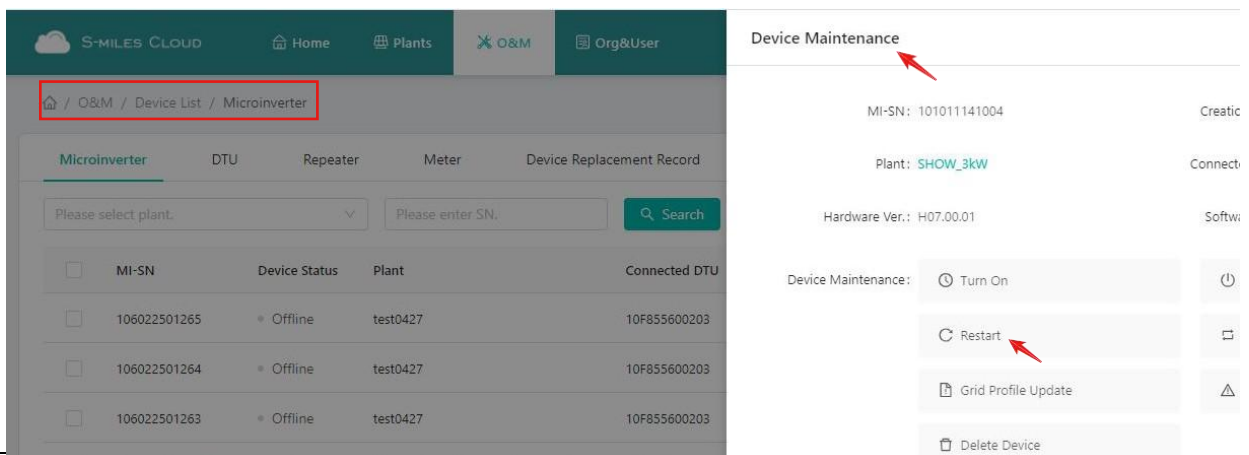 S-MILES CLOUD Home Plants O&M Org&User
/ O&M / Device List / Microinverter
Microinverter DTU Repeater Meter Device Replacement Record
Please select plant. Please enter SN. Search
MI-SN Device Status Plant Connected DTU
106022501265 Offline test0427 10F855600203
106022501264 Offline test0427 10F855600203
106022501263 Offline test0427 10F855600203
Device Maintenance
MI-SN: 101011141004
Plant: SHOW_3kW
Hardware Ver.: H07.00.01
Device Maintenance: Turn On
Restart
Grid Profile Update
Delete Device